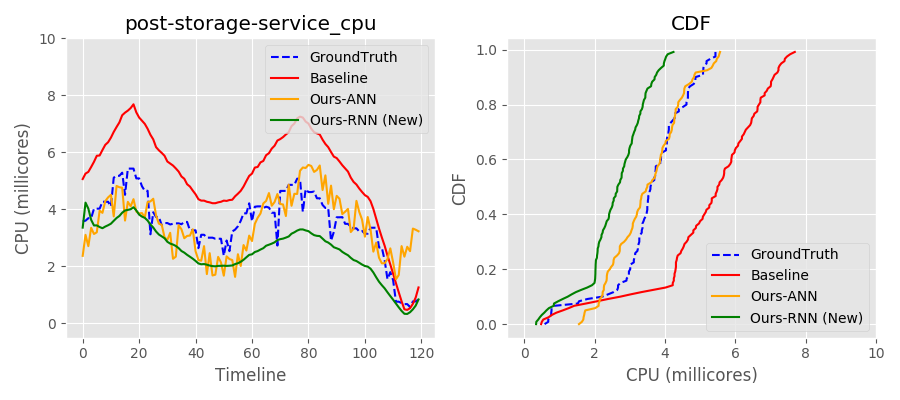 post-storage-service_cpu
CPU (millicores)
10
8
6
4
2
0
0 20 40 60 80 100 120
Timeline
GroundTruth
Baseline
Ours-ANN
Ours-RNN (New)
CDF
CDF
1.0
0.8
0.6
0.4
0.2
0.0
0 2 4 6 8 10
CPU (millicores)
GroundTruth
Baseline
Ours-ANN
Ours-RNN (New)